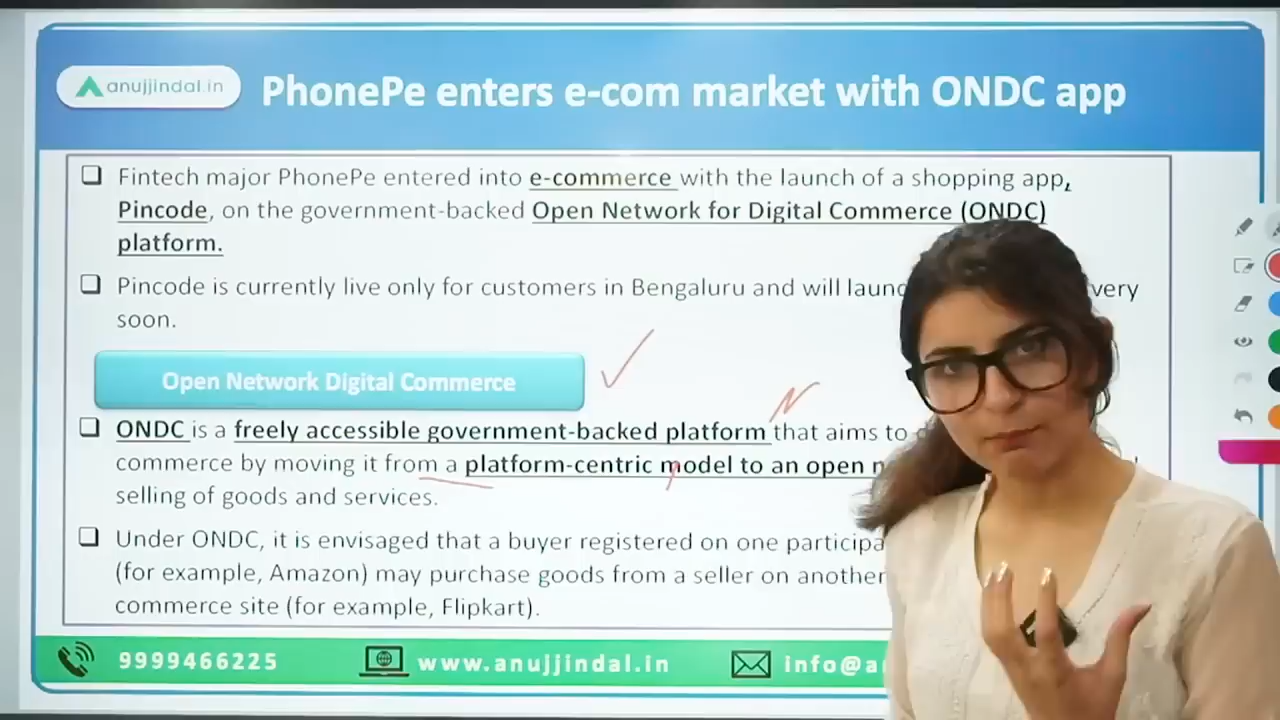 anujjindal.in
PhonePe enters e-com market with ONDC app
Fintech major PhonePe entered into e-commerce with the launch of a shopping app,
Pincode, on the government-backed Open Network for Digital Commerce (ONDC)
platform.
Pincode is currently live only for customers in Bengaluru and will very
soon.
Open Network Digital Commerce
N
ONDC is a freely accessible government-backed platform that aims to
commerce by moving it from a platform-centric model to an open
selling of goods and services.
Under ONDC, it is envisaged that a buyer registered on one
(for example, Amazon) may purchase goods from a seller on another
commerce site (for example, Flipkart).
9999466225 www.anujjindal.in